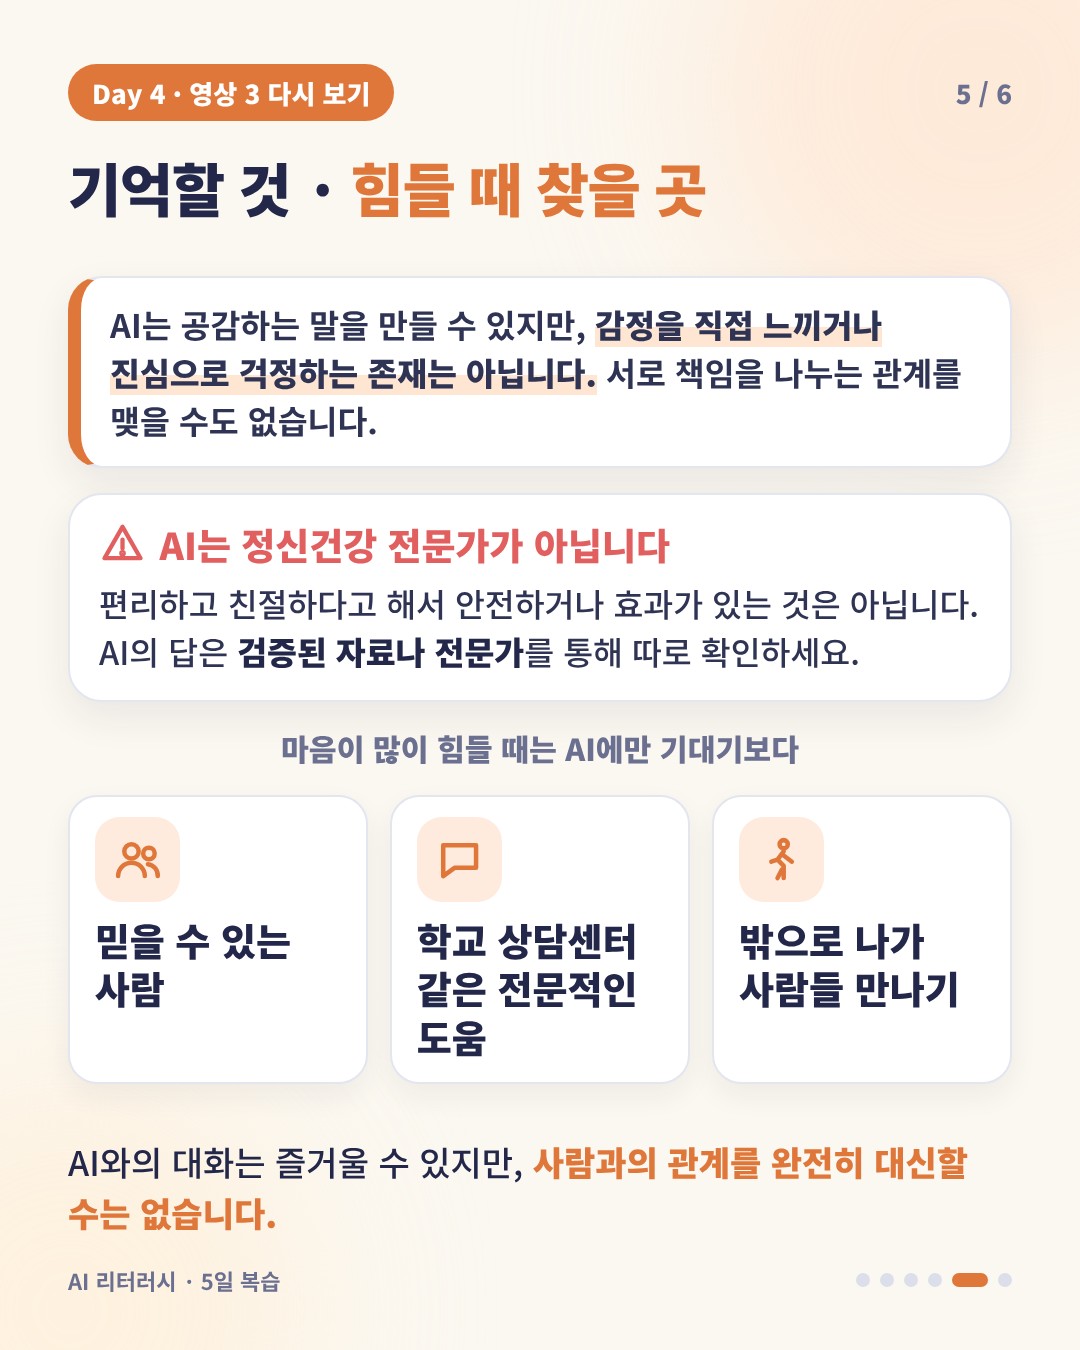 Day 4 · 영상 3 다시 보기
5 / 6
기억할 것 · 힘들 때 찾을 곳
AI는 공감하는 말을 만들 수 있지만, 감정을 직접 느끼거나
진심으로 걱정하는 존재는 아닙니다. 서로 책임을 나누는 관계를
맺을 수도 없습니다.
AI는 정신건강 전문가가 아닙니다
편리하고 친절하다고 해서 안전하거나 효과가 있는 것은 아닙니다.
AI의 답은 검증된 자료나 전문가를 통해 따로 확인하세요.
마음이 많이 힘들 때는 AI에만 기대기보다
믿을 수 있는
사람
학교 상담센터
같은 전문적인
도움
밖으로 나가
사람들 만나기
AI와의 대화는 즐거울 수 있지만, 사람과의 관계를 완전히 대신할
수는 없습니다.
AI 리터러시 · 5일 복습